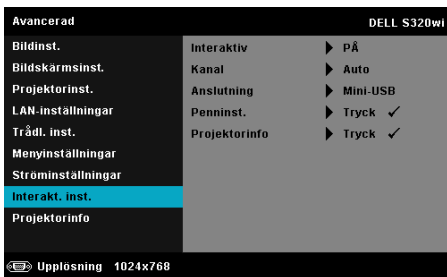 Avancerad DELL S320wi
Bildinst. Interaktiv PÅ
Bildskärmsinst. Kanal Auto
Projektorinst. Anslutning Mini-USB
LAN-inställningar Penninst. Tryck ✓
Trådl. inst. Projektorinfo Tryck ✓
Menyinställningar
Ströminställningar
Interakt. inst.
Projektorinfo
Upplösning 1024x768